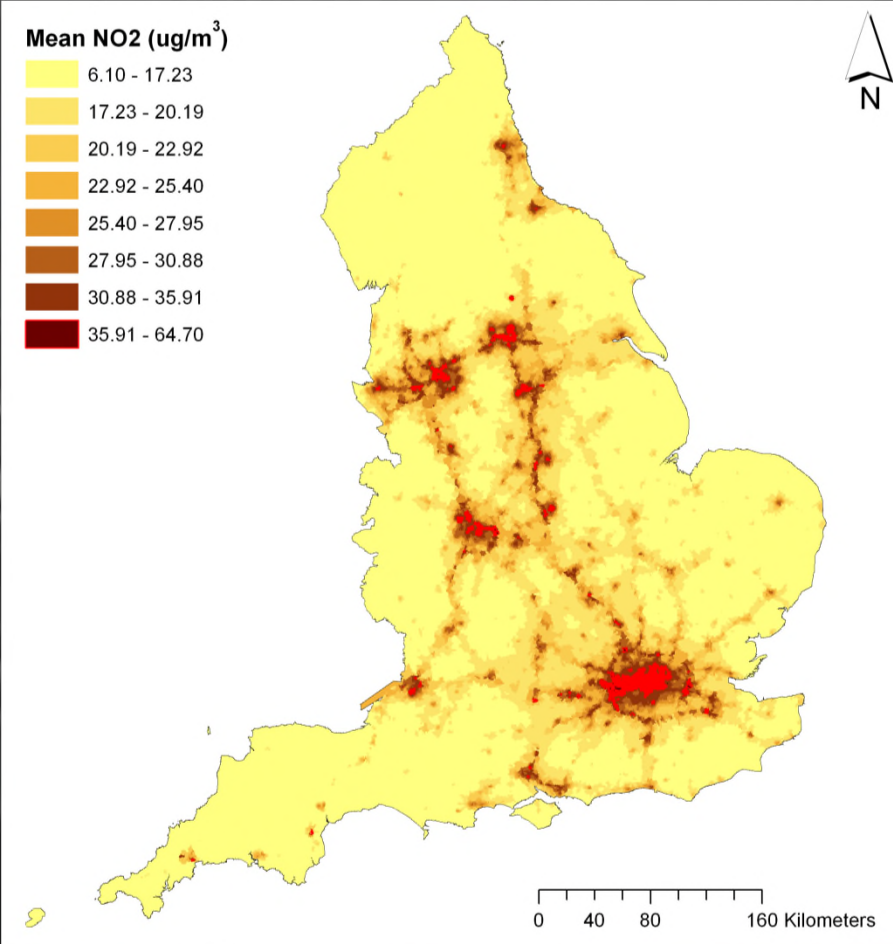 Mean NO2 (ug/m³)
6.10 - 17.23
17.23 - 20.19
20.19 - 22.92
22.92 - 25.40
25.40 - 27.95
27.95 - 30.88
30.88 - 35.91
35.91 - 64.70
N
0 40 80 160 Kilometers